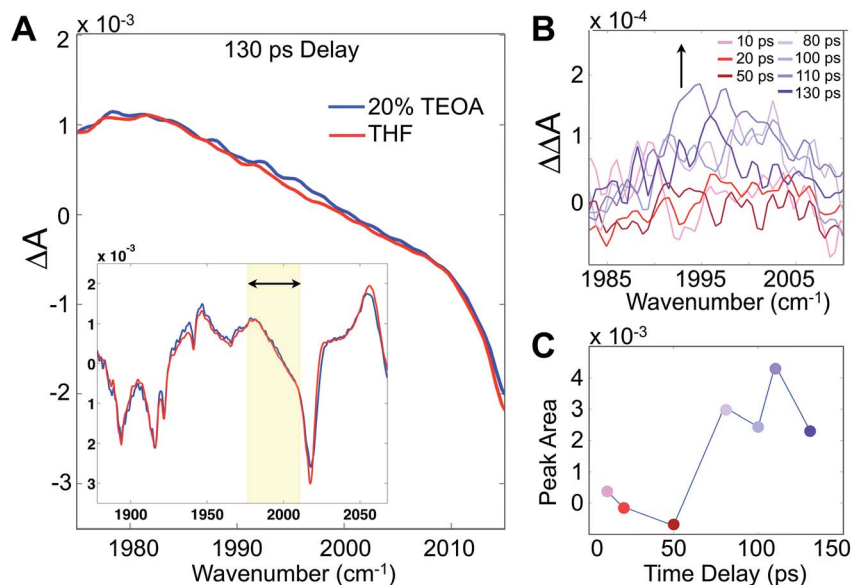 A
x 10-3
130 ps Delay
20% TEOA
THF
2
1
0
-1
-2
-3
ΔA
x 10-3
2
1
0
1
2
3
1900
1950
2000
2050
1980
1990
2000
2010
Wavenumber (cm-1)
B
x 10-4
10 ps
20 ps
50 ps
80 ps
100 ps
110 ps
130 ps
2
1
0
ΔΔA
1985
1995
2005
Wavenumber (cm-1)
C
x 10-3
4
3
2
1
0
Peak Area
0
50
100
150
Time Delay (ps)